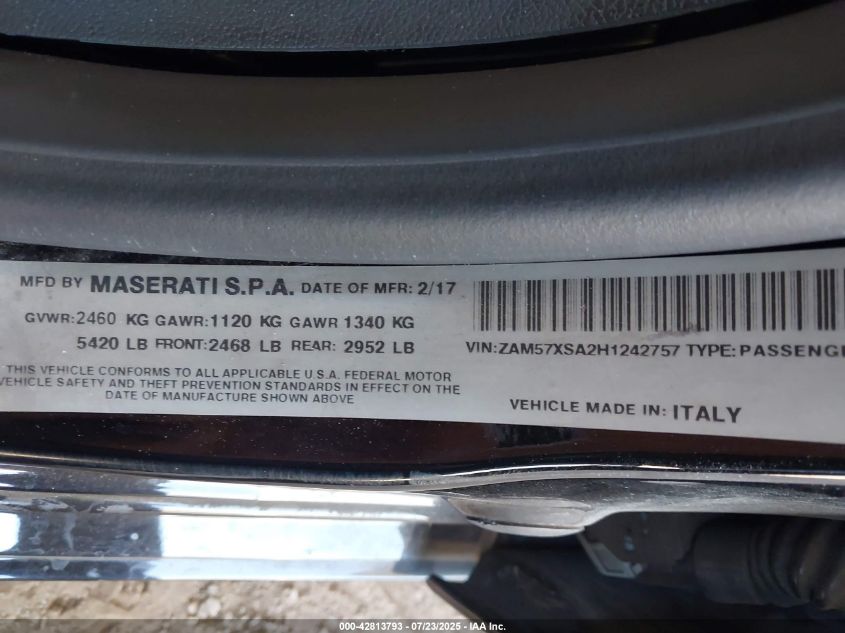 MFD BY MASERATI S.P.A. DATE OF MFR: 2/17
GVWR:2460 KG GAWR:1120 KG GAWR 1340 KG
5420 LB FRONT:2468 LB REAR: 2952 LB
THIS VEHICLE CONFORMS TO ALL APPLICABLE U.S.A. FEDERAL MOTOR
VEHICLE SAFETY AND THEFT PREVENTION STANDARDS IN EFFECT ON THE
DATE OF MANUFACTURE SHOWN ABOVE
VIN:ZAM57XSA2H1242757 TYPE:PASSENGE
VEHICLE MADE IN: ITALY
000-42813793 - 07/23/2025 - IAA Inc.